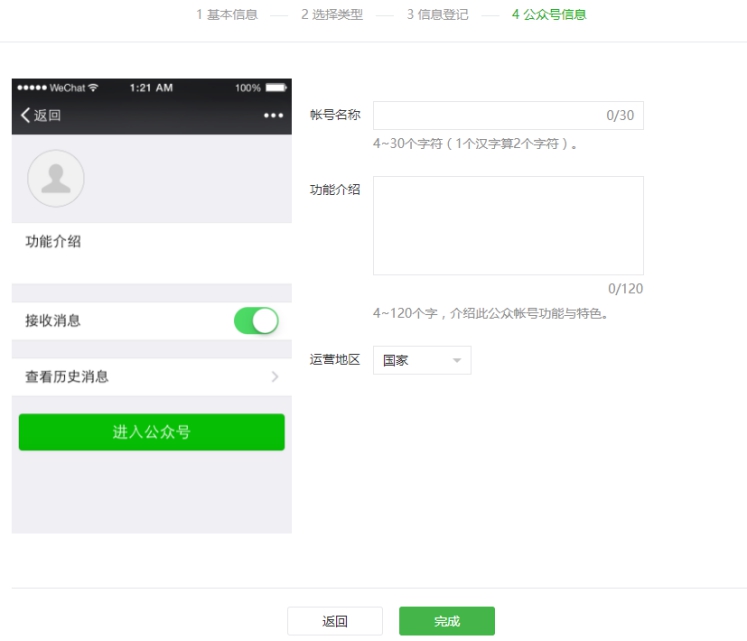 1 基本信息 — 2 选择类型 — 3 信息登记 — 4 公众号信息
●●●●● WeChat 1:21 AM 100%
返回 •••
功能介绍
接收消息
查看历史消息
进入公众号
帐号名称 0/30
4~30个字符（1个汉字算2个字符）。
功能介绍
0/120
4~120个字，介绍此公众帐号功能与特色。
运营地区 国家
返回 完成